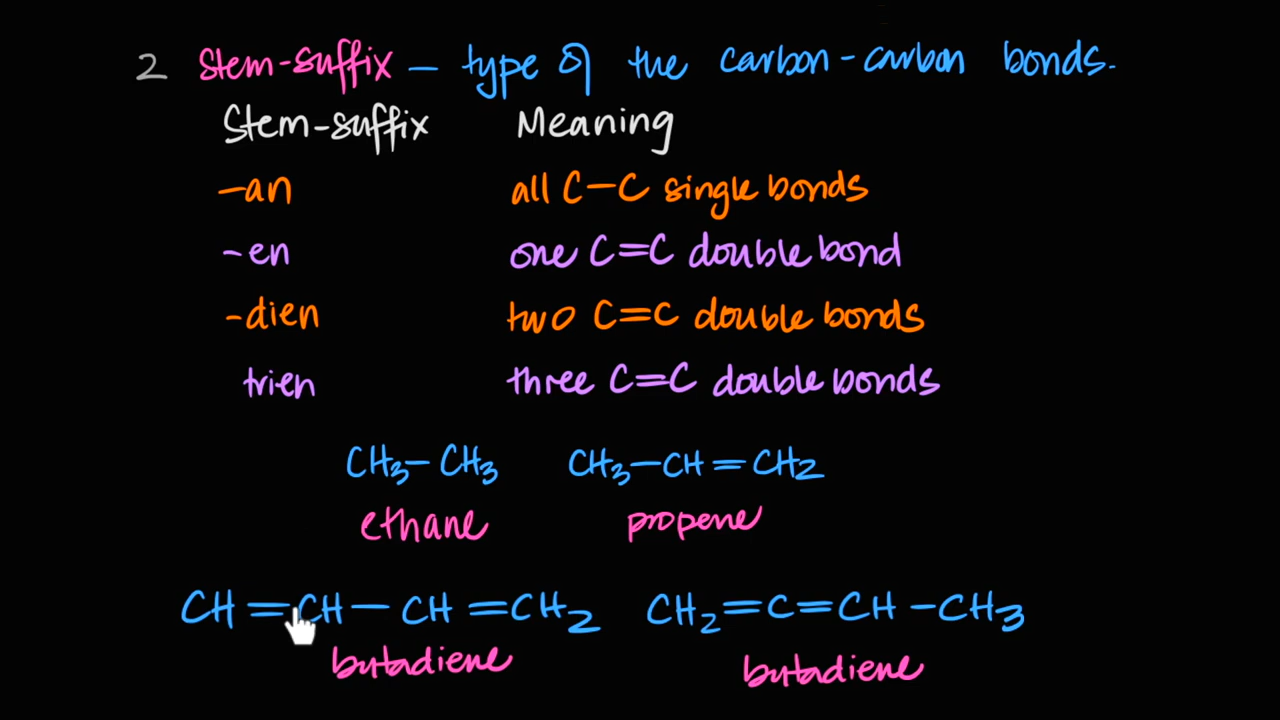 2 Stem-suffix – type of the carbon-carbon bonds.
Stem-suffix Meaning
-an all C–C single bonds
-en one C=C double bond
-dien two C=C double bonds
trien three C=C double bonds
CH3–CH3 CH3–CH=CH2
ethane propene
CH=CH–CH=CH2 CH2=C=CH–CH3
butadiene butadiene